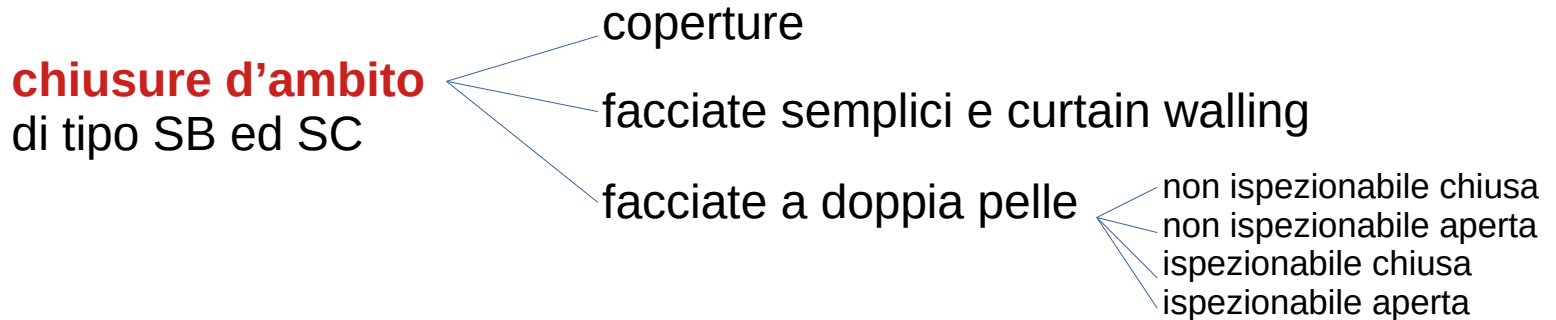 chiusure d’ambito
di tipo SB ed SC
coperture
facciate semplici e curtain walling
facciate a doppia pelle
non ispezionabile chiusa
non ispezionabile aperta
ispezionabile chiusa
ispezionabile aperta